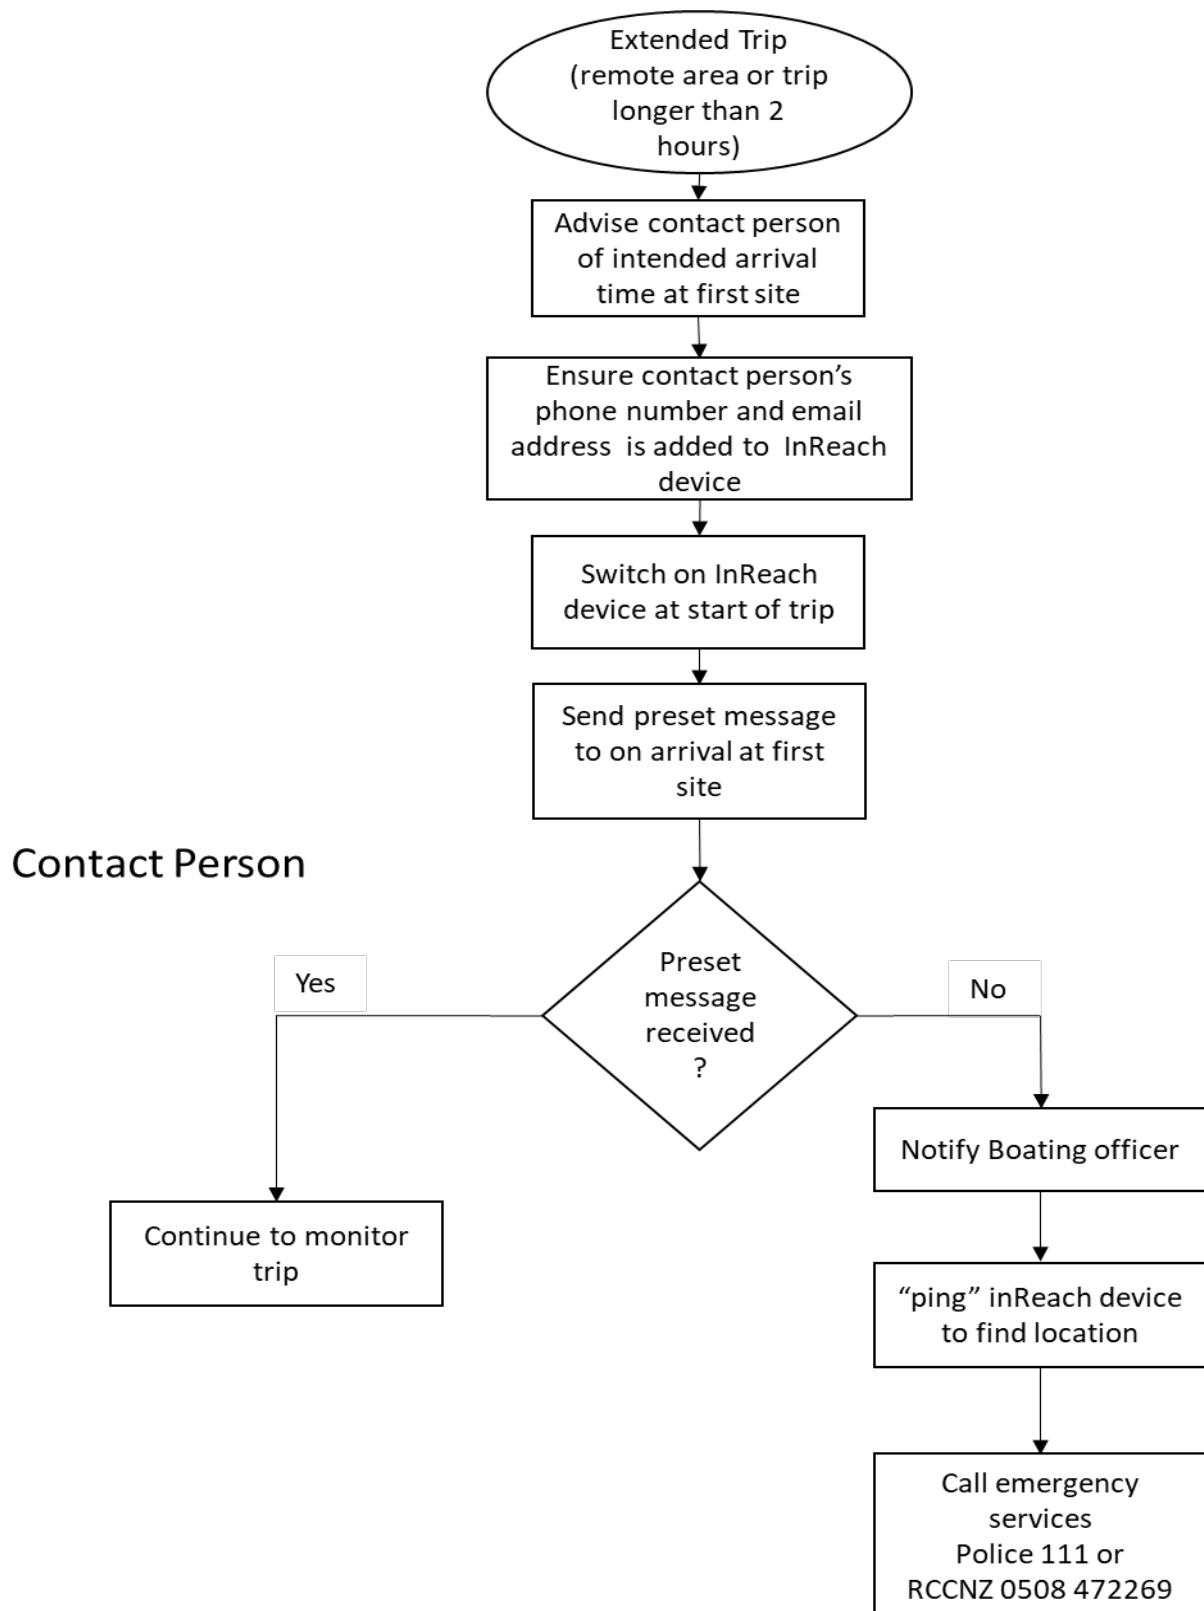 Extended Trip
(remote area or trip
longer than 2
hours)
Advise contact person
of intended arrival
time at first site
Ensure contact person’s
phone number and email
address is added to InReach
device
Switch on InReach
device at start of trip
Send preset message
to on arrival at first
site
Contact Person
Preset
message
received
?
Yes
No
Continue to monitor
trip
Notify Boating officer
“ping” inReach device
to find location
Call emergency
services
Police 111 or
RCCNZ 0508 472269